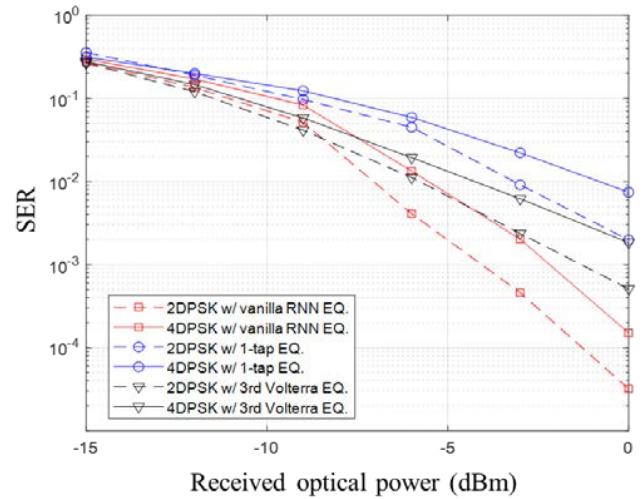 10^0
10^-1
10^-2
10^-3
10^-4
SER
2DPSK w/ vanilla RNN EQ.
4DPSK w/ vanilla RNN EQ.
2DPSK w/ 1-tap EQ.
4DPSK w/ 1-tap EQ.
2DPSK w/ 3rd Volterra EQ.
4DPSK w/ 3rd Volterra EQ.
-15 -10 -5 0
Received optical power (dBm)